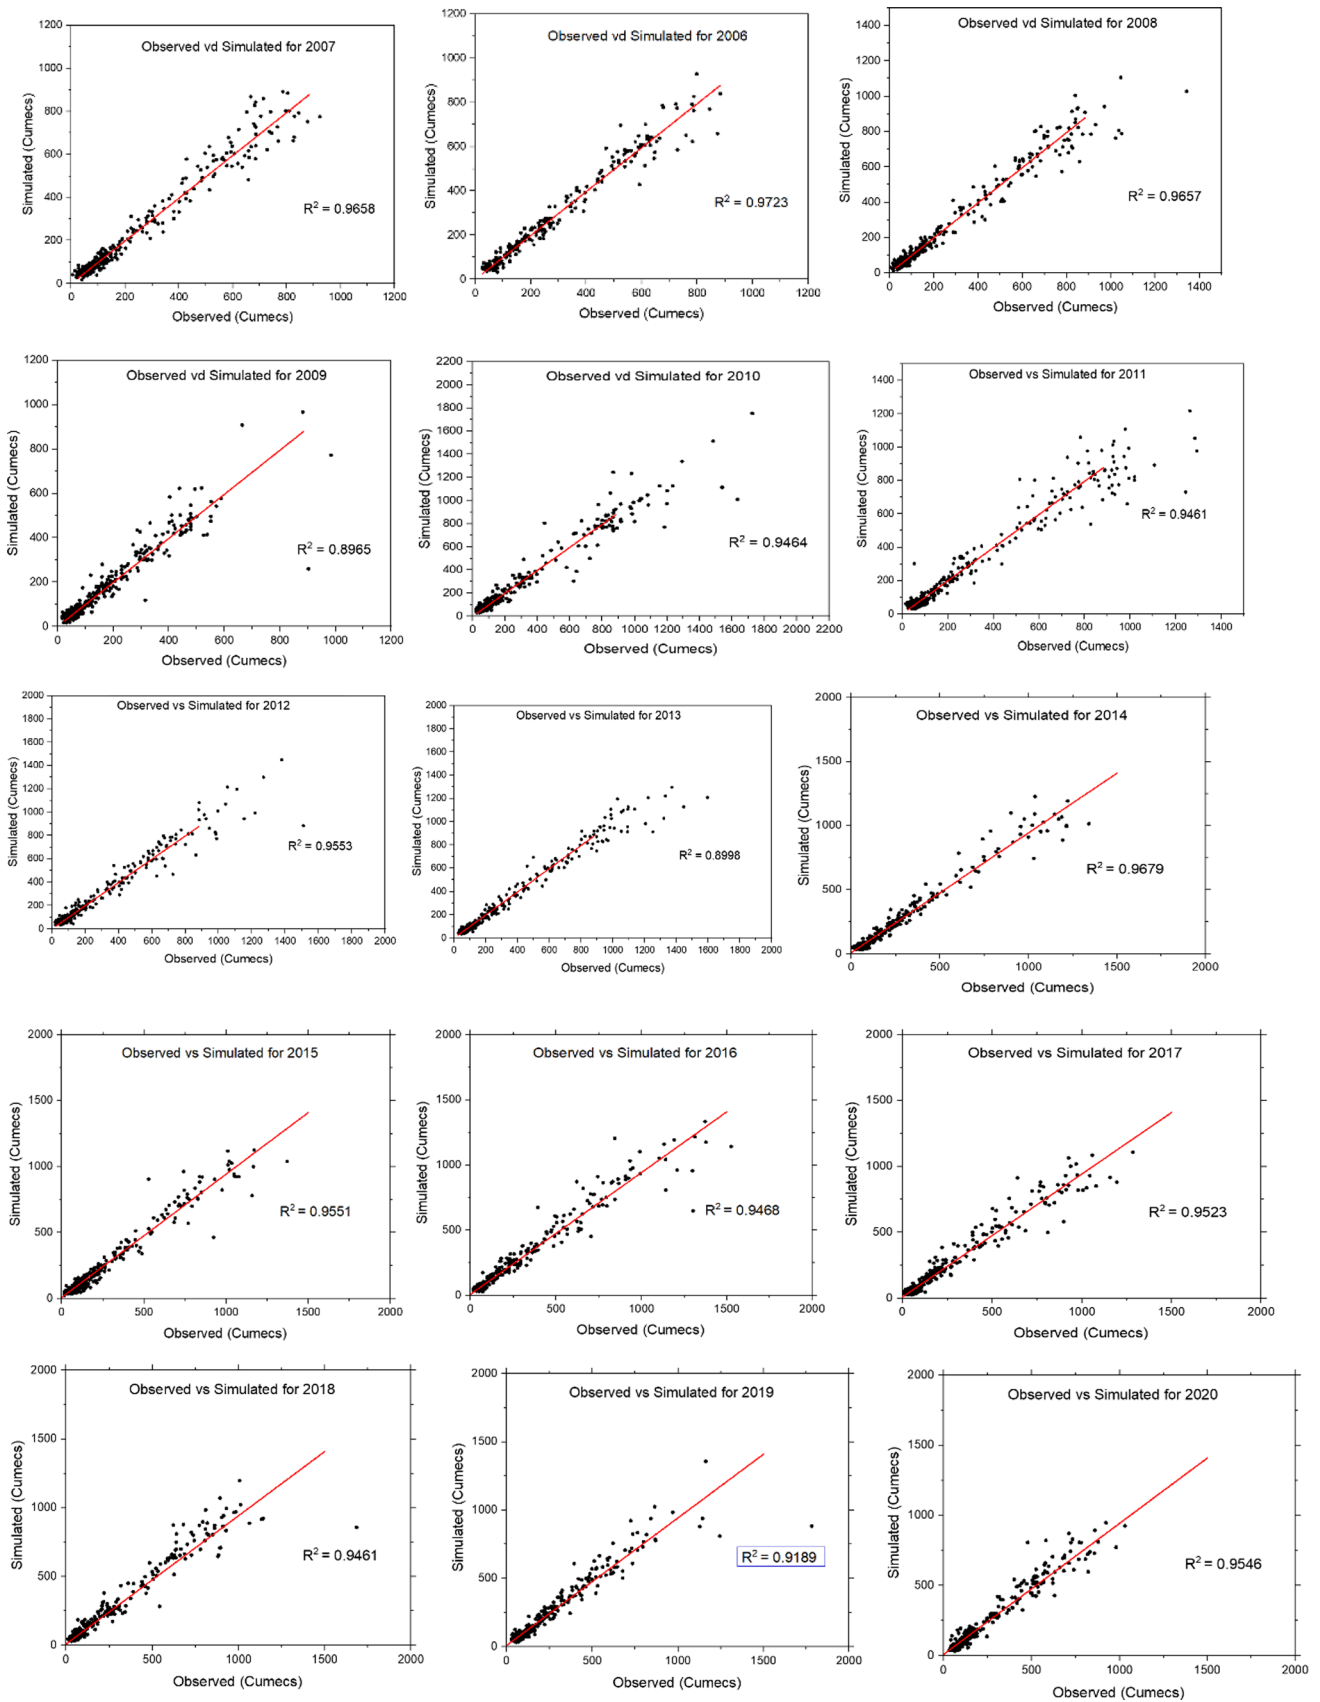 Observed vd Simulated for 2007
Simulated (Cumecs)
1200
1000
800
600
400
200
0
0 200 400 600 800 1000 1200
Observed (Cumecs)
R² = 0.9658
Observed vd Simulated for 2006
Simulated (Cumecs)
1200
1000
800
600
400
200
0
0 200 400 600 800 1000 1200
Observed (Cumecs)
R² = 0.9723
Observed vd Simulated for 2008
Simulated (Cumecs)
1400
1200
1000
800
600
400
200
0
0 200 400 600 800 1000 1200 1400
Observed (Cumecs)
R² = 0.9657
Observed vd Simulated for 2009
Simulated (Cumecs)
1200
1000
800
600
400
200
0
0 200 400 600 800 1000 1200
Observed (Cumecs)
R² = 0.8965
Observed vd Simulated for 2010
Simulated (Cumecs)
2200
2000
1800
1600
1400
1200
1000
800
600
400
200
0
0 200 400 600 800 1000 1200 1400 1600 1800 2000 2200
Observed (Cumecs)
R² = 0.9464
Observed vs Simulated for 2011
Simulated (Cumecs)
1400
1200
1000
800
600
400
200
0
0 200 400 600 800 1000 1200 1400
Observed (Cumecs)
R² = 0.9461
Observed vs Simulated for 2012
Simulated (Cumecs)
2000
1800
1600
1400
1200
1000
800
600
400
200
0
0 200 400 600 800 1000 1200 1400 1600 1800 2000
Observed (Cumecs)
R² = 0.9553
Observed vs Simulated for 2013
Simulated (Cumecs)
2000
1800
1600
1400
1200
1000
800
600
400
200
0
0 200 400 600 800 1000 1200 1400 1600 1800 2000
Observed (Cumecs)
R² = 0.8998
Observed vs Simulated for 2014
Simulated (Cumecs)
2000
1500
1000
500
0
0 500 1000 1500 2000
Observed (Cumecs)
R² = 0.9679
Observed vs Simulated for 2015
Simulated (Cumecs)
2000
1500
1000
500
0
0 500 1000 1500 2000
Observed (Cumecs)
R² = 0.9551
Observed vs Simulated for 2016
Simulated (Cumecs)
2000
1500
1000
500
0
0 500 1000 1500 2000
Observed (Cumecs)
R² = 0.9468
Observed vs Simulated for 2017
Simulated (Cumecs)
2000
1500
1000
500
0
0 500 1000 1500 2000
Observed (Cumecs)
R² = 0.9523
Observed vs Simulated for 2018
Simulated (Cumecs)
2000
1500
1000
500
0
0 500 1000 1500 2000
Observed (Cumecs)
R² = 0.9461
Observed vs Simulated for 2019
Simulated (Cumecs)
2000
1500
1000
500
0
0 500 1000 1500 2000
Observed (Cumecs)
R² = 0.9189
Observed vs Simulated for 2020
Simulated (Cumecs)
2000
1500
1000
500
0
0 500 1000 1500 2000
Observed (Cumecs)
R² = 0.9546